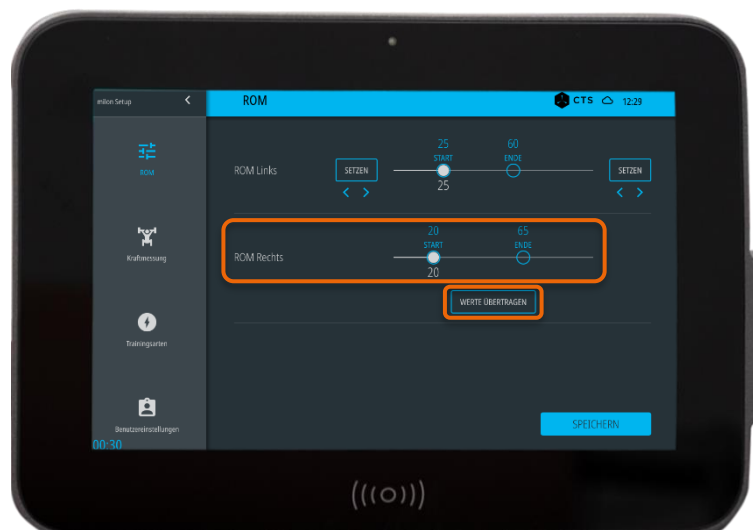 milon Setup
ROM
CTS 12:29
ROM
Kraftmessung
Trainingsarten
Benutzereinstellungen
00:30
25 60
START ENDE
ROM Links SETZEN SETZEN
25
20 65
START ENDE
ROM Rechts
20
WERTE ÜBERTRAGEN
SPEICHERN